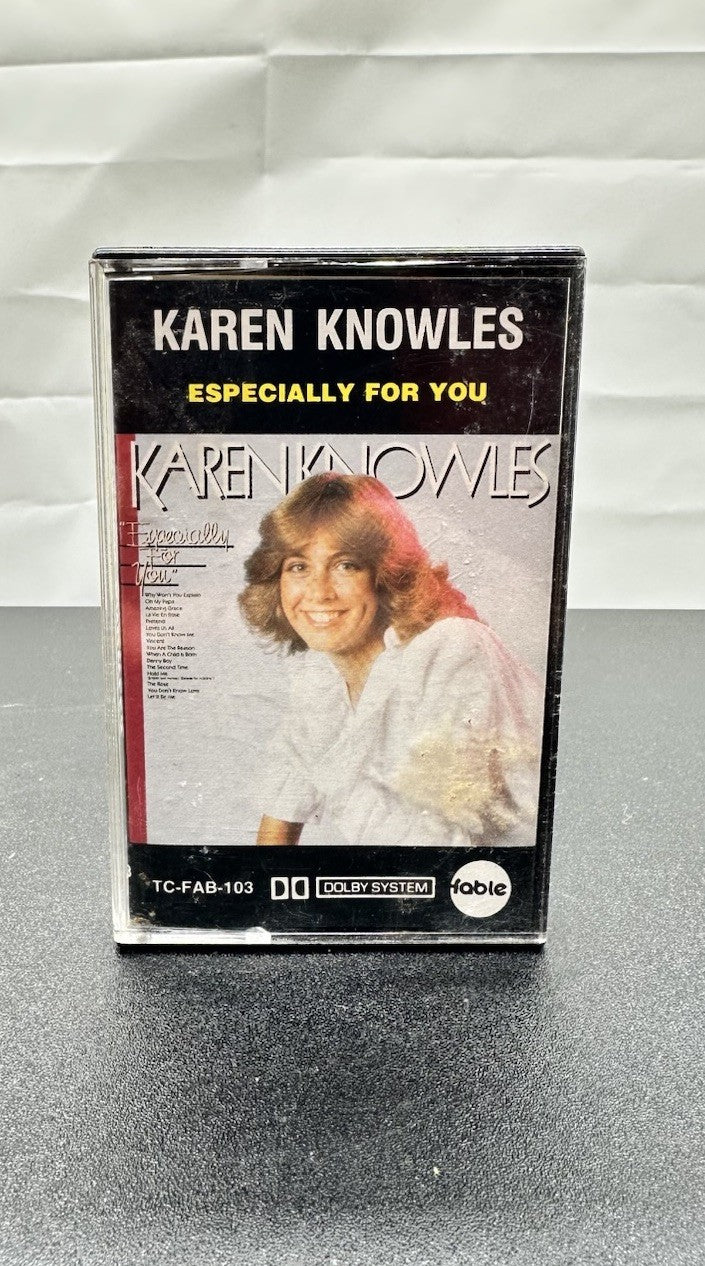 KAREN KNOWLES
ESPECIALLY FOR YOU
KAREN KNOWLES
"Especially
For
You"
Why Won't You Explain
Oh My Papa
Amazing Grace
La Vie En Rose
Pretend
Loves Us All
You Don't Know Me
Vincent
You Are The Reason
When A Child Is Born
Danny Boy
The Second Time
Hold Me
The Rose
You Don't Know Love
Let It Be Me
TC-FAB-103
DOLBY SYSTEM
fable